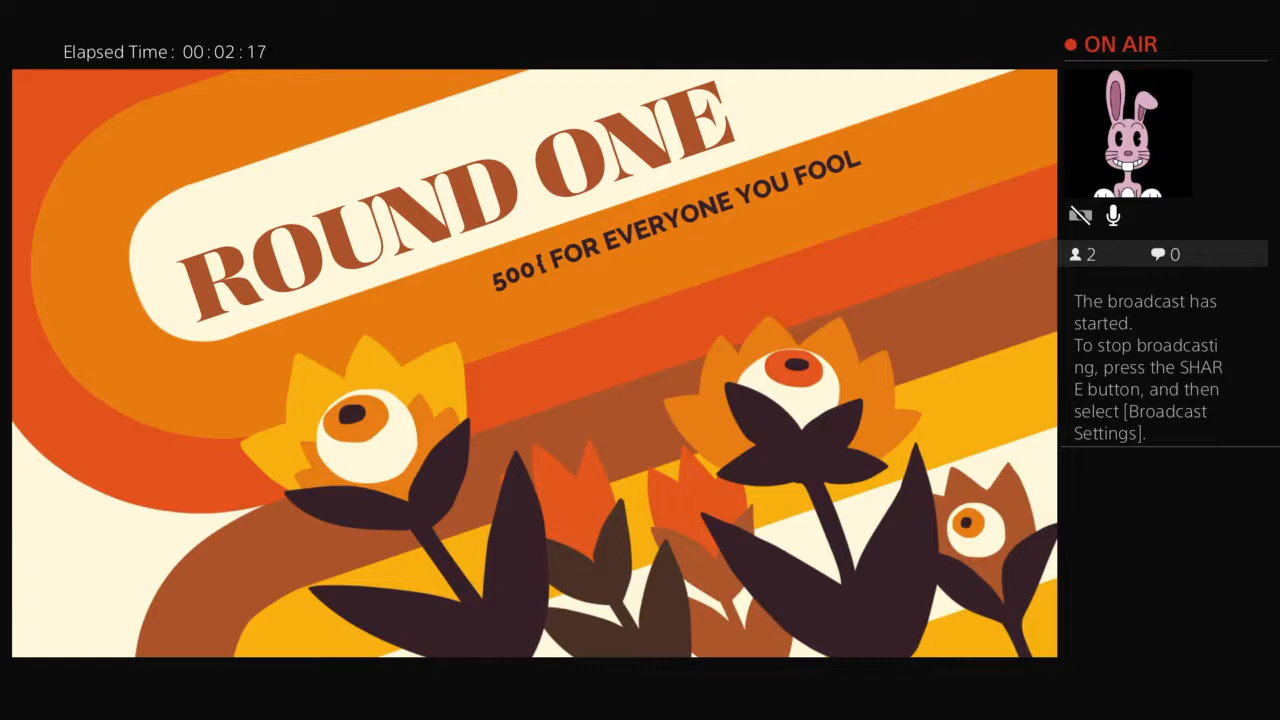 Elapsed Time: 00:02:17
ON AIR
ROUND ONE
500ξ FOR EVERYONE YOU FOOL
2
0
The broadcast has
started.
To stop broadcasti
ng, press the SHAR
E button, and then
select [Broadcast
Settings].